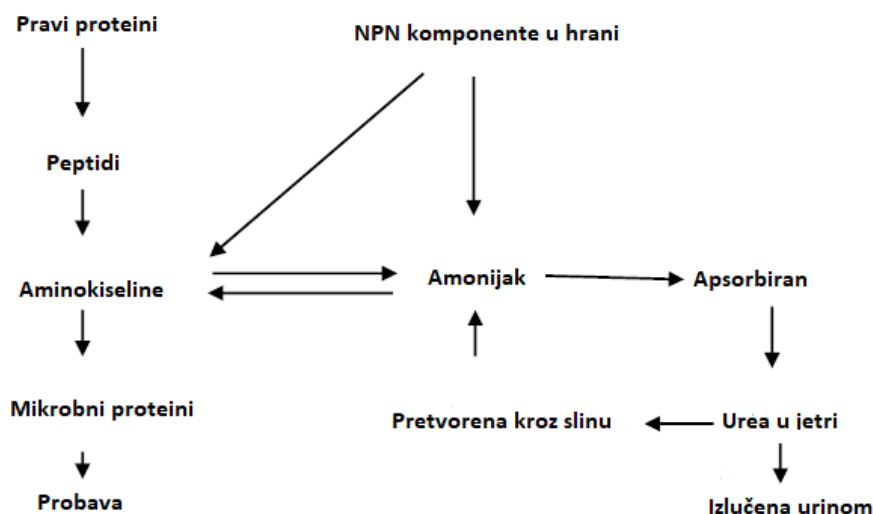 Pravi proteini
NPN komponente u hrani
Peptidi
Aminokiseline
Amonijak
Apsorbiran
Mikrobni proteini
Pretvorena kroz slinu
Urea u jetri
Probava
Izlučena urinom